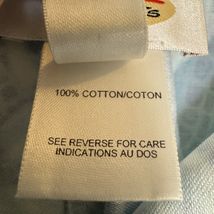 100% COTTON/COTON
SEE REVERSE FOR CARE
INDICATIONS AU DOS